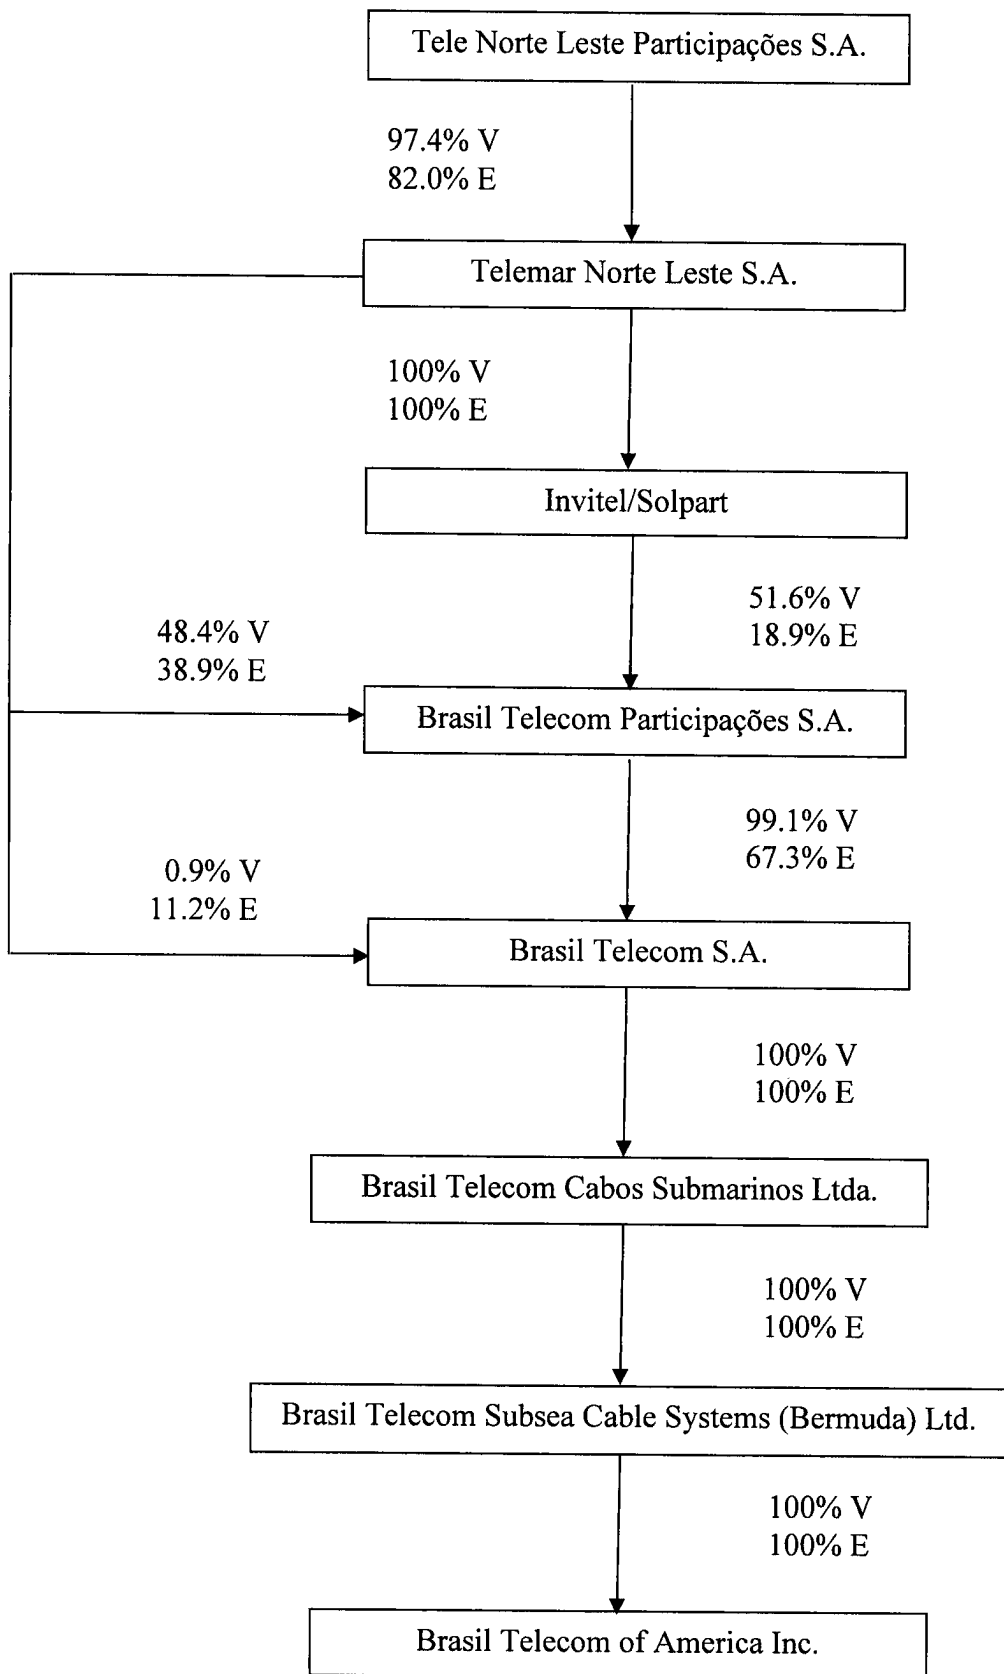 Tele Norte Leste Participações S.A.
97.4% V
82.0% E
Telemar Norte Leste S.A.
100% V
100% E
Invitel/Solpart
51.6% V
18.9% E
48.4% V
38.9% E
Brasil Telecom Participações S.A.
99.1% V
67.3% E
0.9% V
11.2% E
Brasil Telecom S.A.
100% V
100% E
Brasil Telecom Cabos Submarinos Ltda.
100% V
100% E
Brasil Telecom Subsea Cable Systems (Bermuda) Ltd.
100% V
100% E
Brasil Telecom of America Inc.